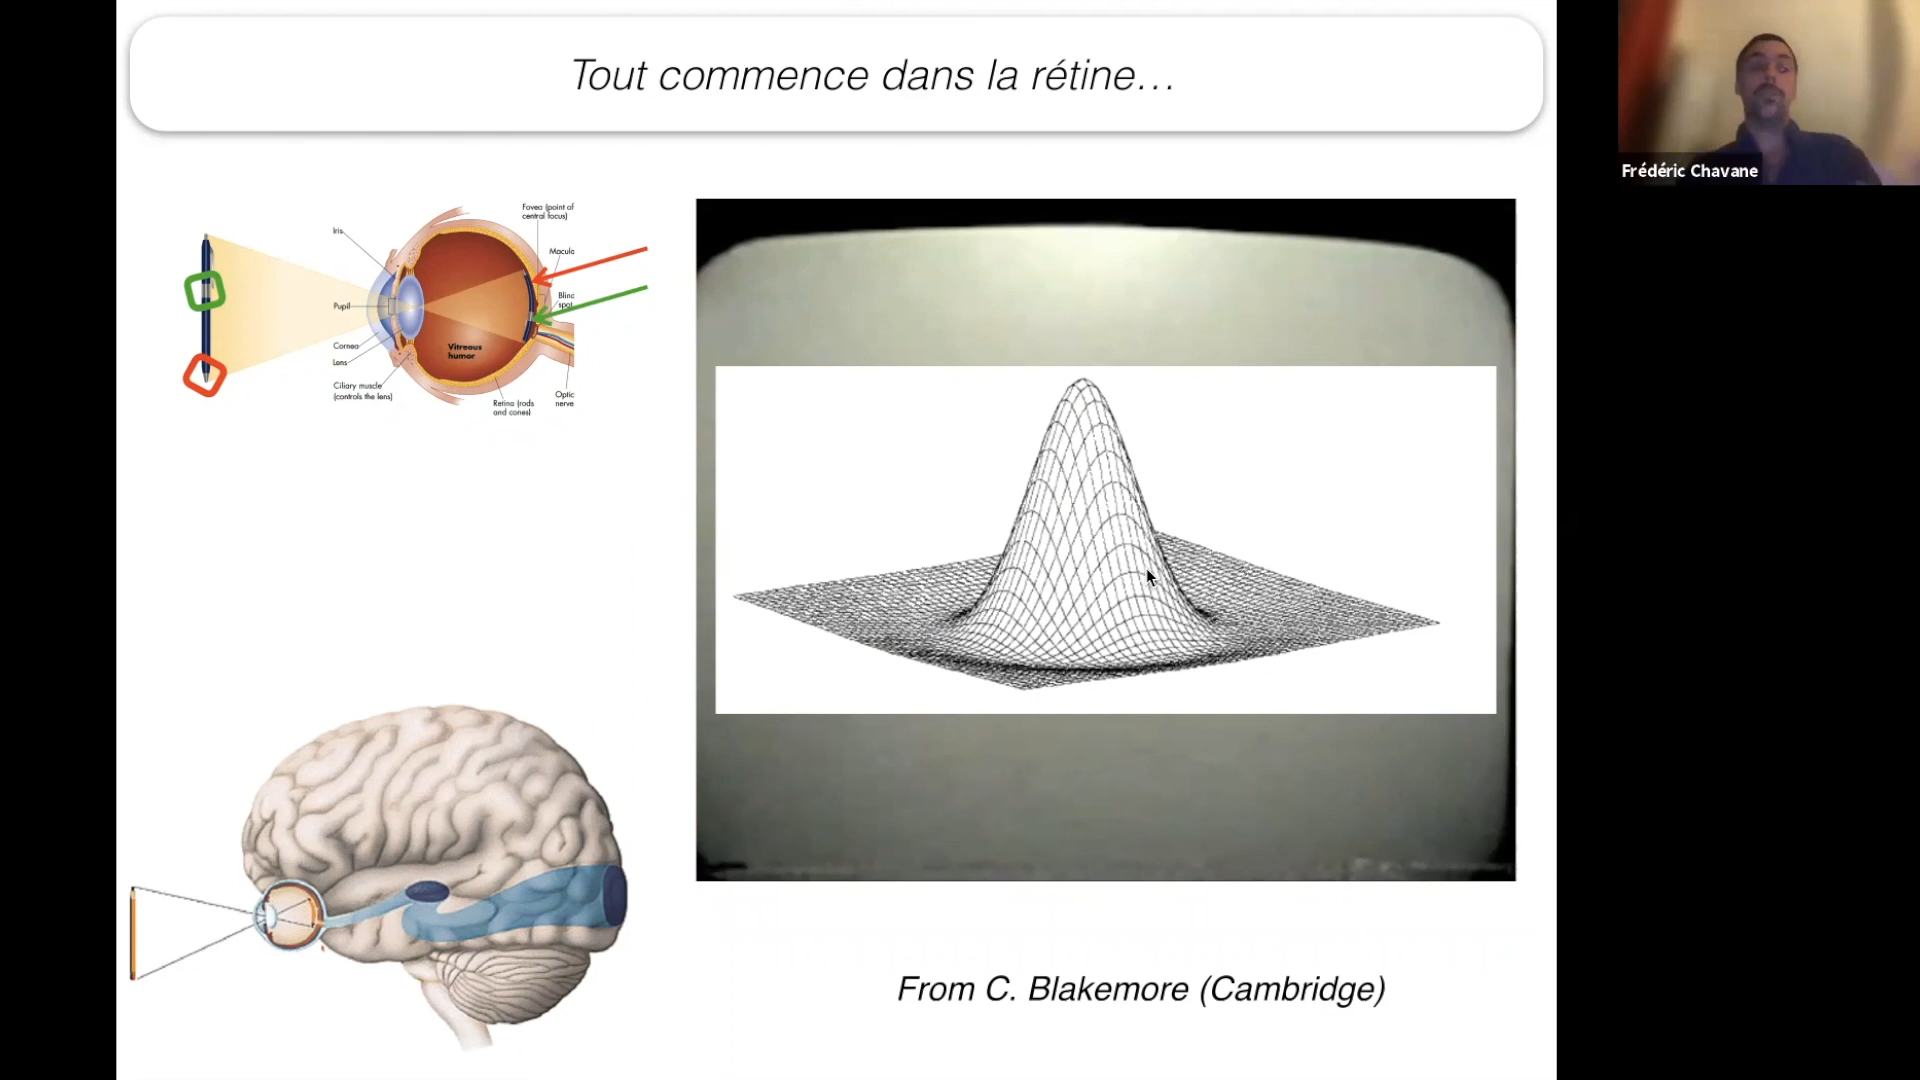 Tout commence dans la rétine...
Frédéric Chavane
Fovea (point of
central focus)
Iris
Macula
Blind
spot
Pupil
Cornea
Lens
Vitreous
humor
Ciliary muscle
(controls the lens)
Retina (rods
and cones)
Optic
nerve
From C. Blakemore (Cambridge)